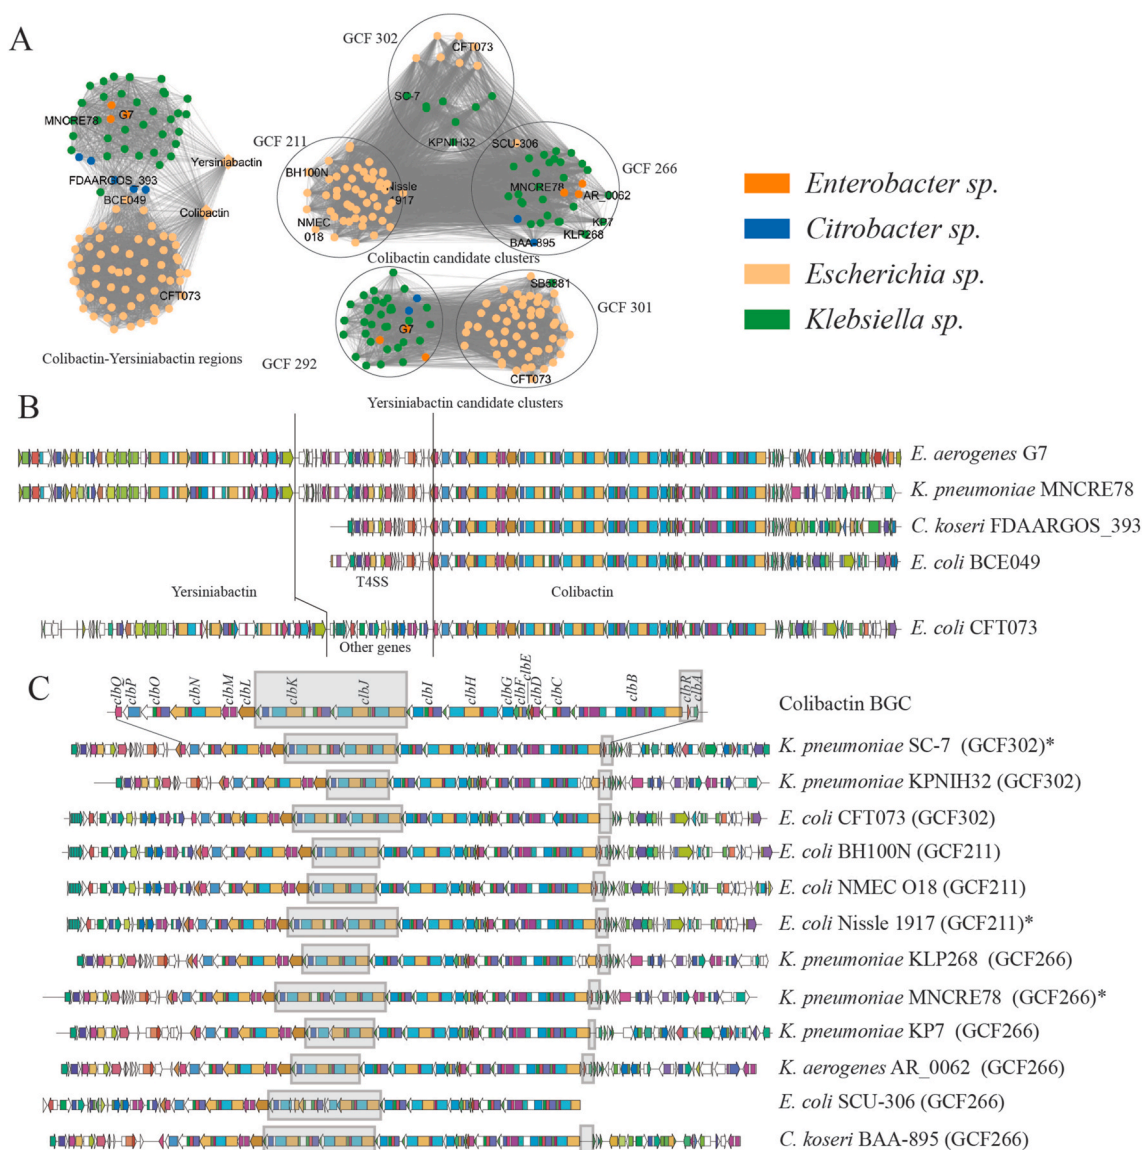 A
GCF 302
CFT073
SC-7
KPNIH32
SCU-306
GCF 211
BH100N
Nissle
1917
NMEC
018
GCF 266
MNCRE78
AR_0062
KP7
KLP268
BAA-895
Colibactin candidate clusters
MNCRE78
G7
Yersiniabactin
FDAARGOS_393
BCE049
Colibactin
CFT073
Colibactin-Yersiniabactin regions
SB5881
GCF 301
G7
GCF 292
CFT073
Yersiniabactin candidate clusters
Enterobacter sp.
Citrobacter sp.
Escherichia sp.
Klebsiella sp.
B
E. aerogenes G7
K. pneumoniae MNCRE78
C. koseri FDAARGOS_393
E. coli BCE049
T4SS
Yersiniabactin
Colibactin
E. coli CFT073
Other genes
C
clbQ clbP clbO clbN clbM clbL clbK clbJ clbI clbH clbG clbF clbE clbD clbC clbB clbR clbA
Colibactin BGC
K. pneumoniae SC-7 (GCF302)*
K. pneumoniae KPNIH32 (GCF302)
E. coli CFT073 (GCF302)
E. coli BH100N (GCF211)
E. coli NMEC O18 (GCF211)
E. coli Nissle 1917 (GCF211)*
K. pneumoniae KLP268 (GCF266)
K. pneumoniae MNCRE78 (GCF266)*
K. pneumoniae KP7 (GCF266)
K. aerogenes AR_0062 (GCF266)
E. coli SCU-306 (GCF266)
C. koseri BAA-895 (GCF266)